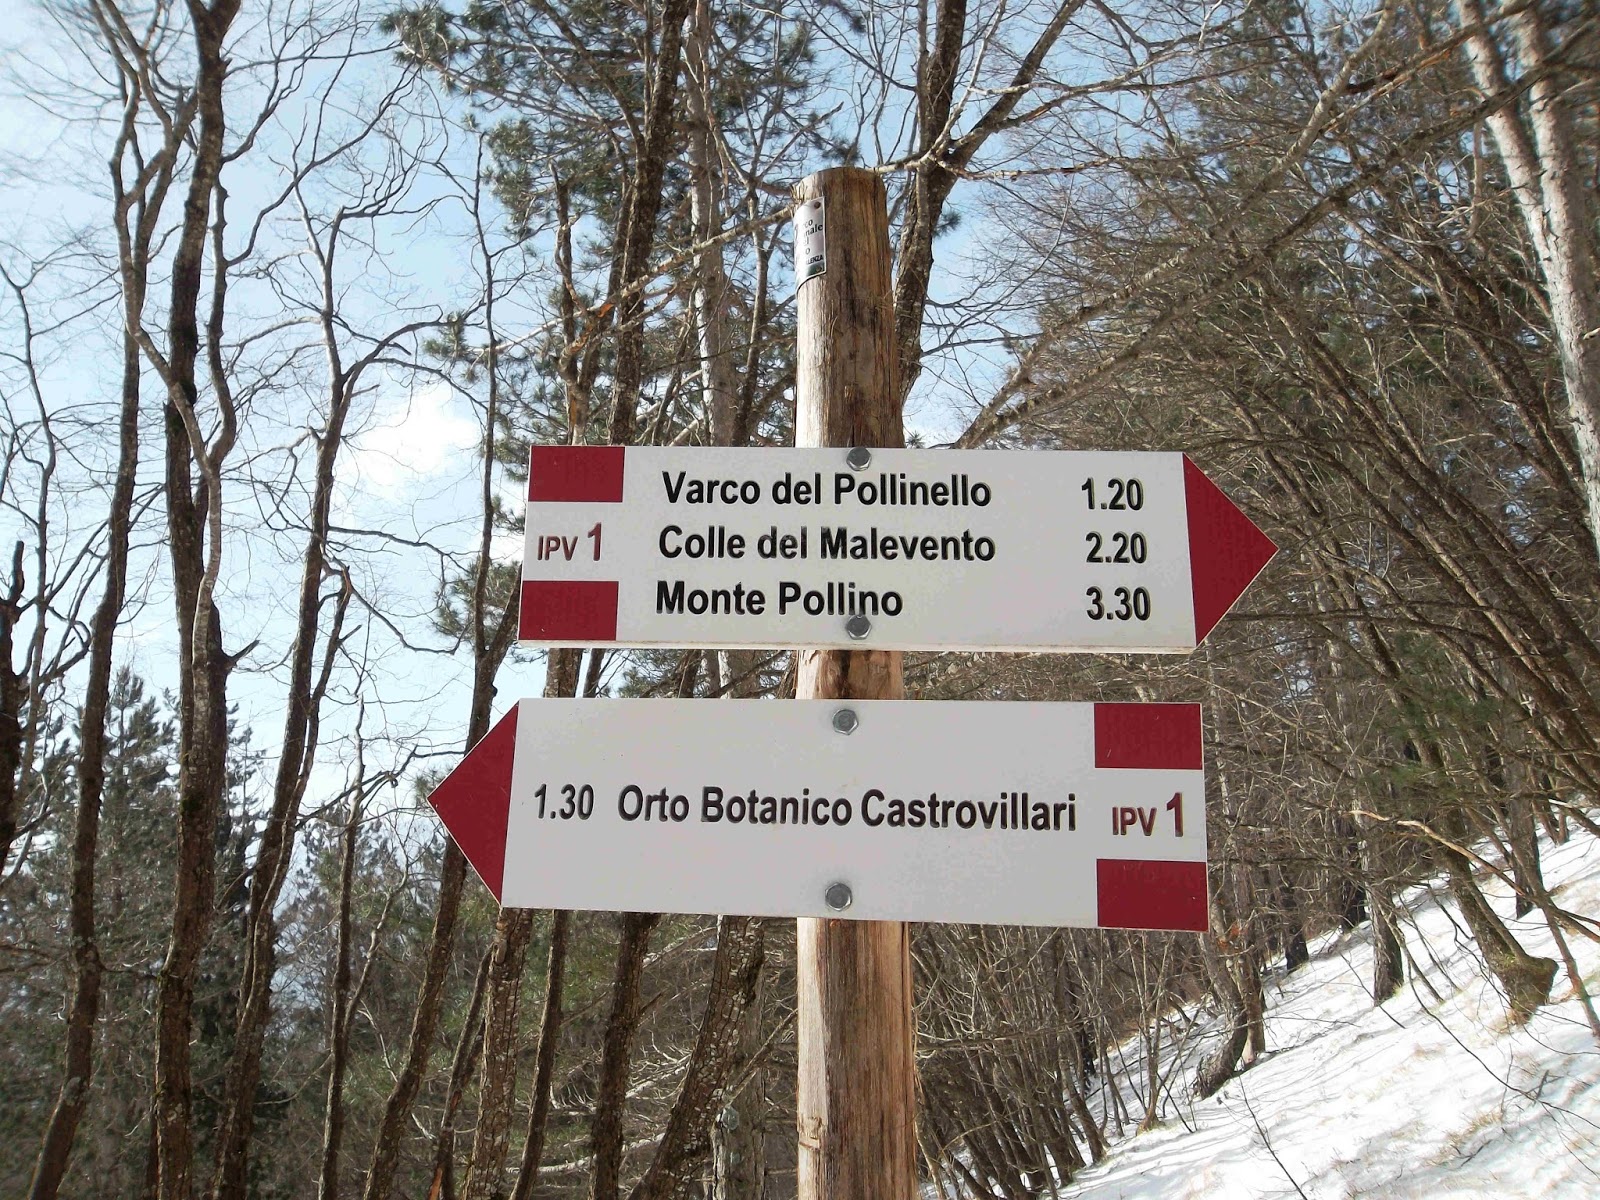 Varco del Pollinello 1.20
IPV 1 Colle del Malevento 2.20
Monte Pollino 3.30
1.30 Orto Botanico Castrovillari IPV 1